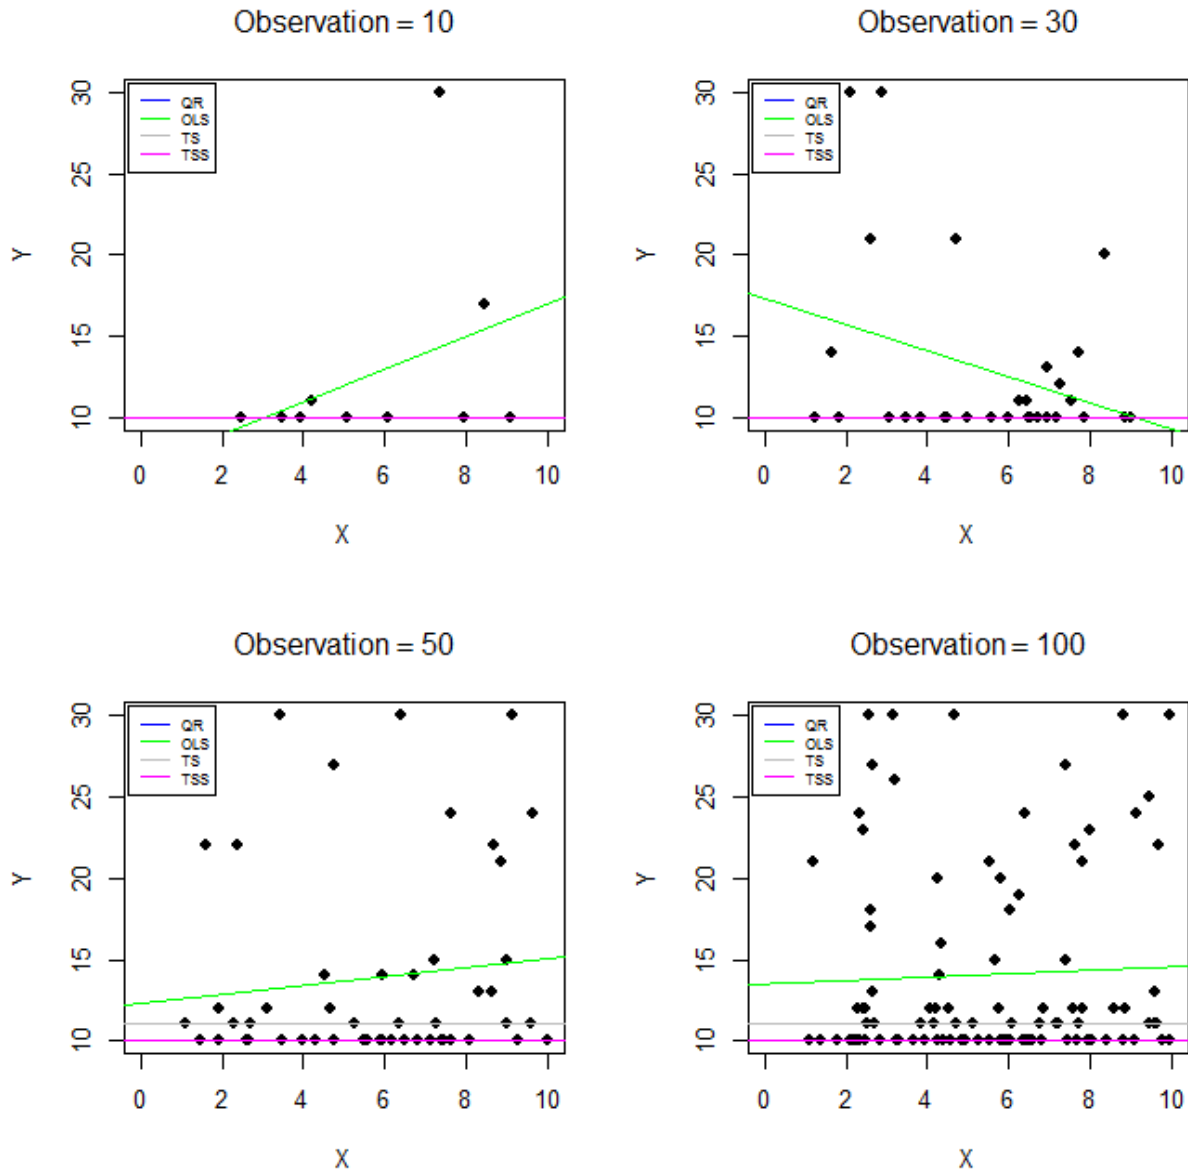 Observation = 10
30
25
20
15
10
Y
QR
OLS
TS
TSS
0 2 4 6 8 10
X
Observation = 30
30
25
20
15
10
Y
QR
OLS
TS
TSS
0 2 4 6 8 10
X
Observation = 50
30
25
20
15
10
Y
QR
OLS
TS
TSS
0 2 4 6 8 10
X
Observation = 100
30
25
20
15
10
Y
QR
OLS
TS
TSS
0 2 4 6 8 10
X